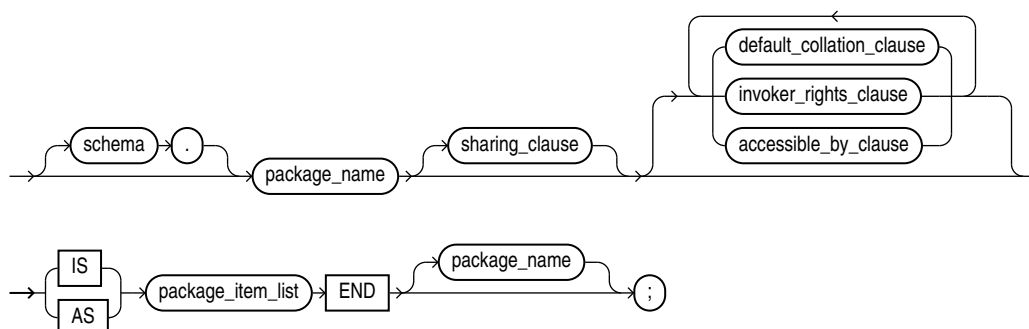 default_collation_clause
invoker_rights_clause
accessible_by_clause
schema . sharing_clause
package_name
IS
AS
package_item_list END package_name ;